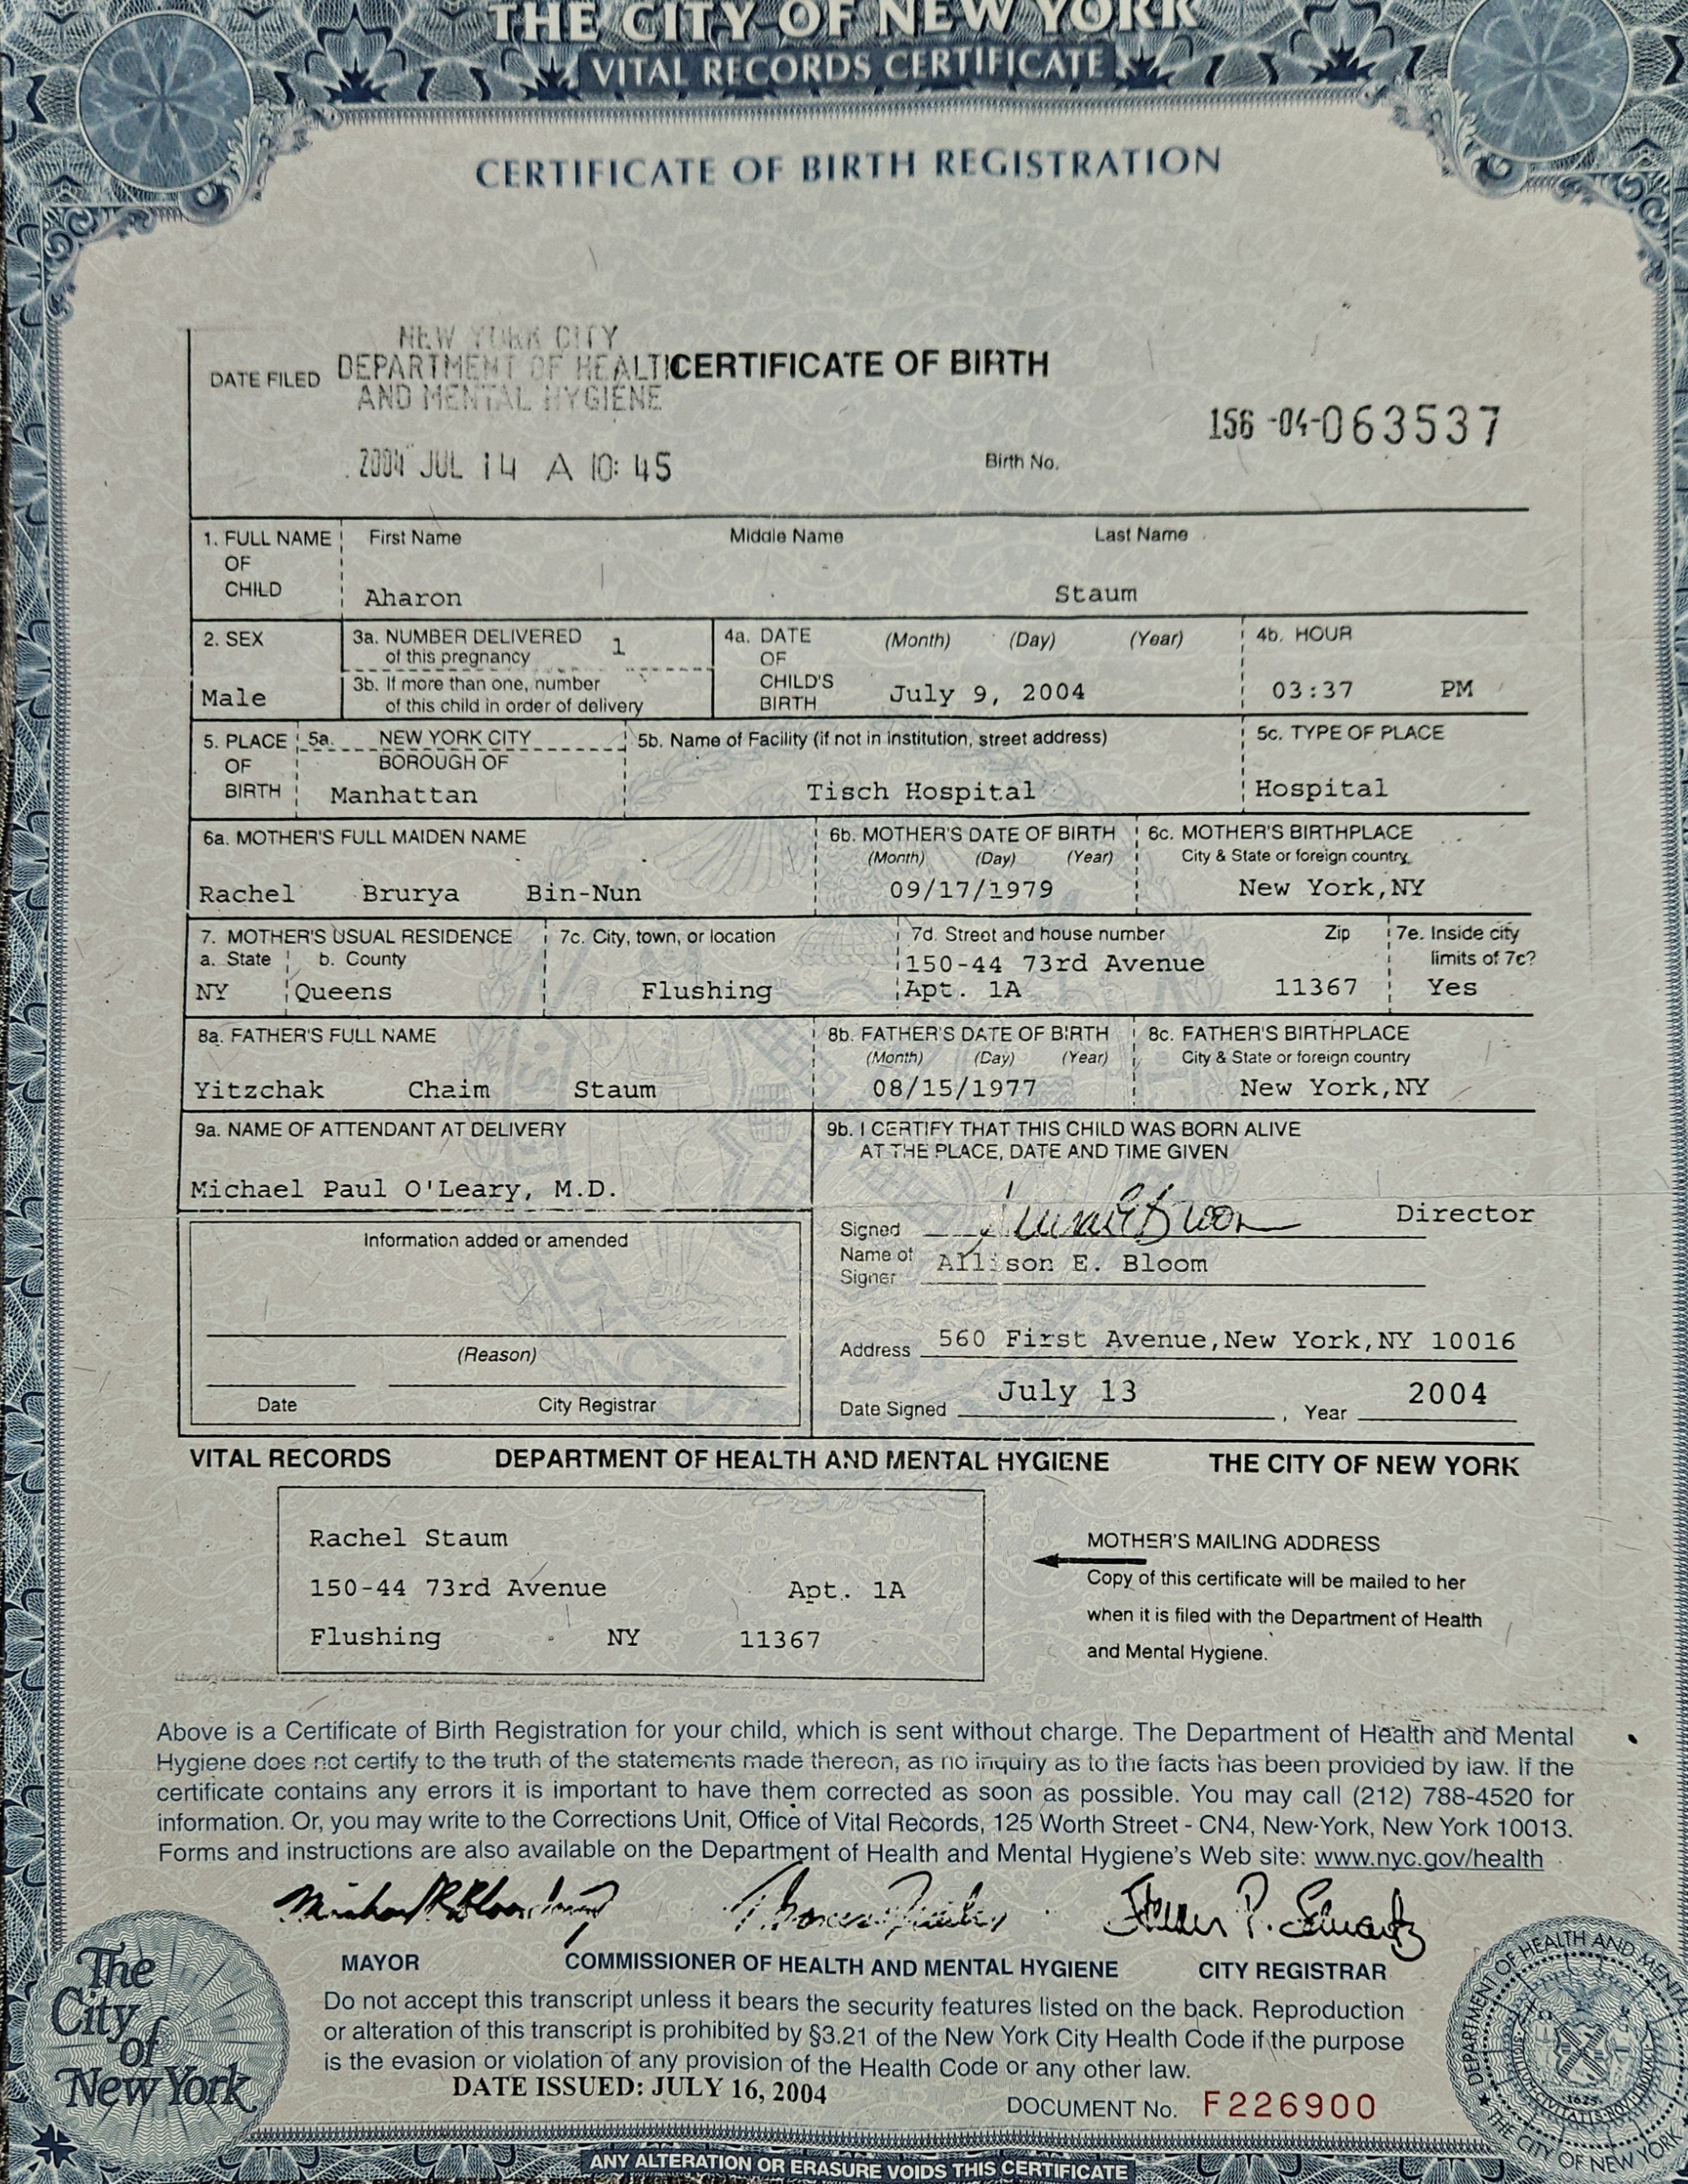 THE CITY OF NEW YORK
VITAL RECORDS CERTIFICATE
CERTIFICATE OF BIRTH REGISTRATION
DATE FILED
NEW YORK CITY
DEPARTMENT OF HEALTH
AND MENTAL HYGIENE
2004 JUL 14 A 10: 45
CERTIFICATE OF BIRTH
156 -04-063537
Birth No.
1. FULL NAME OF CHILD
First Name Middle Name Last Name
Aharon Staum
2. SEX
Male
3a. NUMBER DELIVERED of this pregnancy 1
3b. If more than one, number of this child in order of delivery
4a. DATE OF CHILD'S BIRTH
(Month) (Day) (Year)
July 9, 2004
4b. HOUR
03:37 PM
5. PLACE OF BIRTH
5a. NEW YORK CITY
BOROUGH OF
Manhattan
5b. Name of Facility (if not in institution, street address)
Tisch Hospital
5c. TYPE OF PLACE
Hospital
6a. MOTHER'S FULL MAIDEN NAME
Rachel Brurya Bin-Nun
6b. MOTHER'S DATE OF BIRTH
(Month) (Day) (Year)
09/17/1979
6c. MOTHER'S BIRTHPLACE
City & State or foreign country
New York,NY
7. MOTHER'S USUAL RESIDENCE
a. State b. County
NY Queens
7c. City, town, or location
Flushing
7d. Street and house number Zip
150-44 73rd Avenue
Apt. 1A 11367
7e. Inside city
limits of 7c?
Yes
8a. FATHER'S FULL NAME
Yitzchak Chaim Staum
8b. FATHER'S DATE OF BIRTH
(Month) (Day) (Year)
08/15/1977
8c. FATHER'S BIRTHPLACE
City & State or foreign country
New York,NY
9a. NAME OF ATTENDANT AT DELIVERY
Michael Paul O'Leary, M.D.
9b. I CERTIFY THAT THIS CHILD WAS BORN ALIVE
AT THE PLACE, DATE AND TIME GIVEN
Signed Director
Name of Signer Allison E. Bloom
Address 560 First Avenue,New York,NY 10016
Date Signed July 13 , Year 2004
Information added or amended
(Reason)
Date City Registrar
VITAL RECORDS DEPARTMENT OF HEALTH AND MENTAL HYGIENE THE CITY OF NEW YORK
Rachel Staum
150-44 73rd Avenue Apt. 1A
Flushing NY 11367
MOTHER'S MAILING ADDRESS
Copy of this certificate will be mailed to her
when it is filed with the Department of Health
and Mental Hygiene.
Above is a Certificate of Birth Registration for your child, which is sent without charge. The Department of Health and Mental
Hygiene does not certify to the truth of the statements made thereon, as no inquiry as to the facts has been provided by law. If the
certificate contains any errors it is important to have them corrected as soon as possible. You may call (212) 788-4520 for
information. Or, you may write to the Corrections Unit, Office of Vital Records, 125 Worth Street - CN4, New-York, New York 10013.
Forms and instructions are also available on the Department of Health and Mental Hygiene's Web site: www.nyc.gov/health
MAYOR COMMISSIONER OF HEALTH AND MENTAL HYGIENE CITY REGISTRAR
Do not accept this transcript unless it bears the security features listed on the back. Reproduction
or alteration of this transcript is prohibited by §3.21 of the New York City Health Code if the purpose
is the evasion or violation of any provision of the Health Code or any other law.
DATE ISSUED: JULY 16, 2004
DOCUMENT No. F226900
The
City
of
New York
DEPARTMENT OF HEALTH AND MENTAL
THE CITY OF NEW YORK
1625
ANY ALTERATION OR ERASURE VOIDS THIS CERTIFICATE